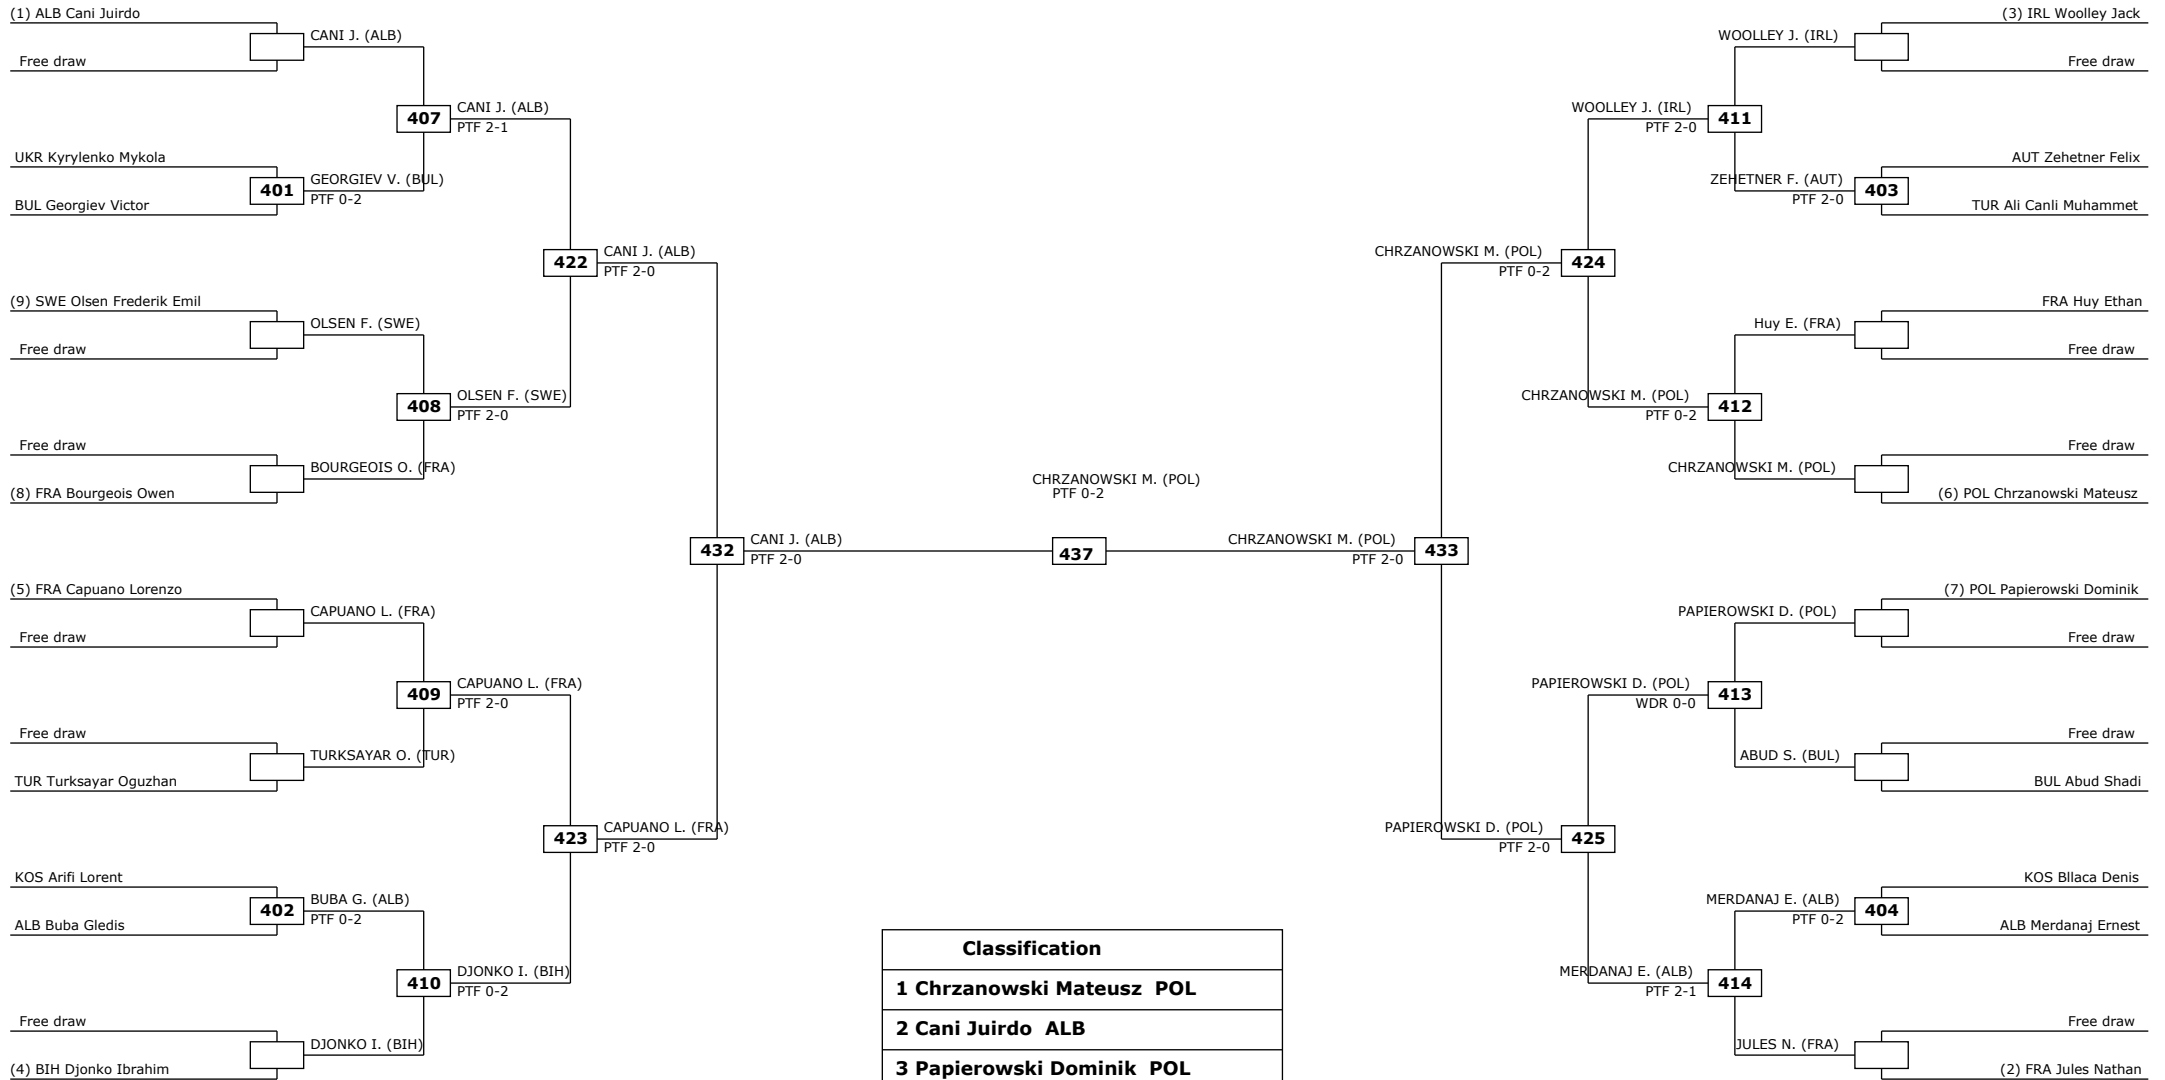 (1) ALB Cani Juirdo
CANI J. (ALB)
Free draw
407
CANI J. (ALB)
PTF 2-1
UKR Kyrylenko Mykola
401
GEORGIEV V. (BUL)
PTF 0-2
BUL Georgiev Victor
422
CANI J. (ALB)
PTF 2-0
(9) SWE Olsen Frederik Emil
OLSEN F. (SWE)
Free draw
408
OLSEN F. (SWE)
PTF 2-0
Free draw
BOURGEOIS O. (FRA)
(8) FRA Bourgeois Owen
432
CANI J. (ALB)
PTF 2-0
(5) FRA Capuano Lorenzo
CAPUANO L. (FRA)
Free draw
409
CAPUANO L. (FRA)
PTF 2-0
Free draw
TURKSAYAR O. (TUR)
TUR Turksayar Oguzhan
423
CAPUANO L. (FRA)
PTF 2-0
KOS Arifi Lorent
402
BUBA G. (ALB)
PTF 0-2
ALB Buba Gledis
410
DJONKO I. (BIH)
PTF 0-2
Free draw
DJONKO I. (BIH)
(4) BIH Djonko Ibrahim
CHRZANOWSKI M. (POL)
PTF 0-2
437
(3) IRL Woolley Jack
WOOLLEY J. (IRL)
Free draw
WOOLLEY J. (IRL)
PTF 2-0
411
AUT Zehetner Felix
ZEHETNER F. (AUT)
PTF 2-0
403
TUR Ali Canli Muhammet
CHRZANOWSKI M. (POL)
PTF 0-2
424
FRA Huy Ethan
Huy E. (FRA)
Free draw
CHRZANOWSKI M. (POL)
PTF 0-2
412
Free draw
CHRZANOWSKI M. (POL)
(6) POL Chrzanowski Mateusz
CHRZANOWSKI M. (POL)
PTF 2-0
433
(7) POL Papierowski Dominik
PAPIEROWSKI D. (POL)
Free draw
PAPIEROWSKI D. (POL)
WDR 0-0
413
Free draw
ABUD S. (BUL)
BUL Abud Shadi
PAPIEROWSKI D. (POL)
PTF 2-0
425
KOS Bllaca Denis
MERDANAJ E. (ALB)
PTF 0-2
404
ALB Merdanaj Ernest
MERDANAJ E. (ALB)
PTF 2-1
414
Free draw
JULES N. (FRA)
(2) FRA Jules Nathan
Classification
1 Chrzanowski Mateusz POL
2 Cani Juirdo ALB
3 Papierowski Dominik POL